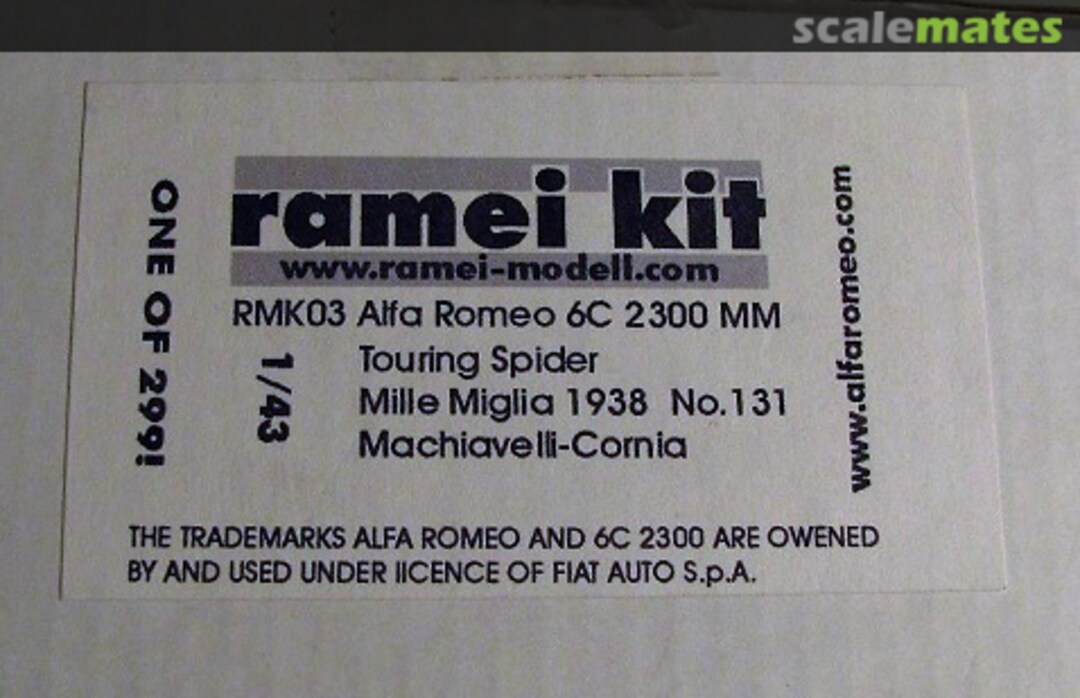 scalemates
ramei kit
www.ramei-modell.com
RMK03 Alfa Romeo 6C 2300 MM
Touring Spider
Mille Miglia 1938 No.131
Machiavelli-Cornia
1/43
ONE OF 299!
www.alfaromeo.com
THE TRADEMARKS ALFA ROMEO AND 6C 2300 ARE OWENED
BY AND USED UNDER IICENCE OF FIAT AUTO S.p.A.